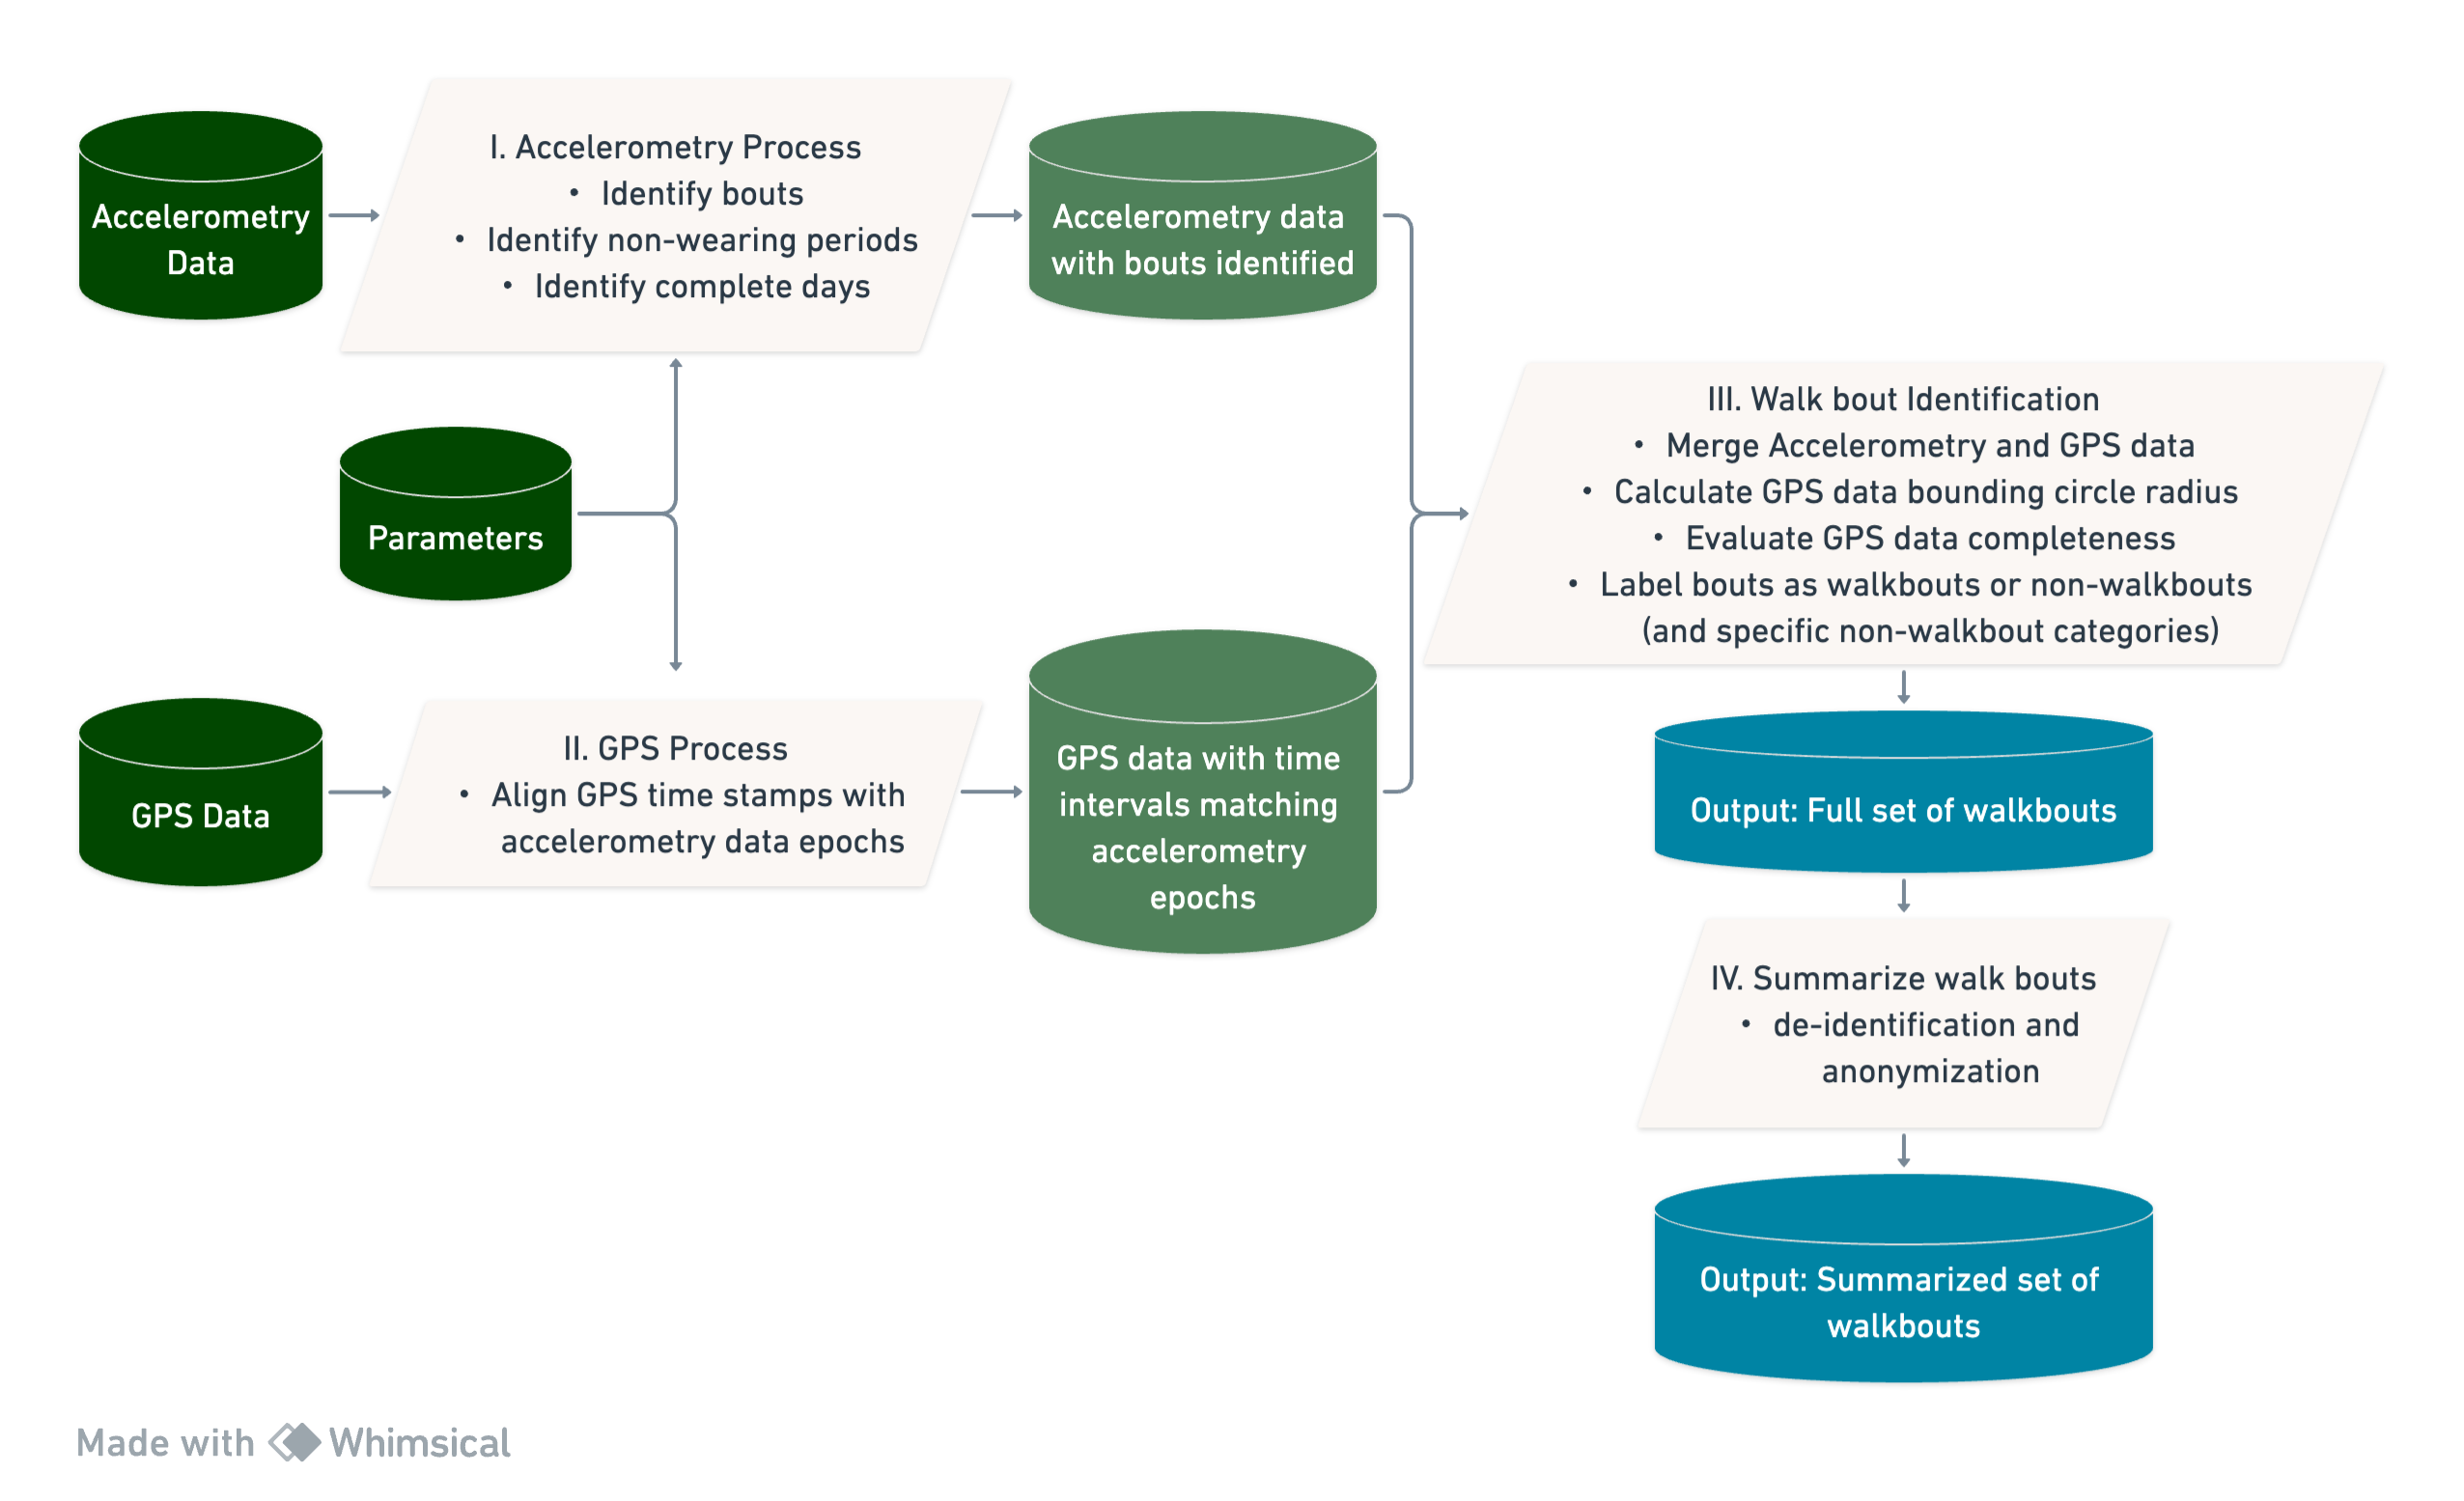 Accelerometry
Data
I. Accelerometry Process
• Identify bouts
• Identify non-wearing periods
• Identify complete days
Accelerometry data
with bouts identified
Parameters
GPS Data
II. GPS Process
• Align GPS time stamps with
accelerometry data epochs
GPS data with time
intervals matching
accelerometry
epochs
III. Walk bout Identification
• Merge Accelerometry and GPS data
• Calculate GPS data bounding circle radius
• Evaluate GPS data completeness
• Label bouts as walkbouts or non-walkbouts
(and specific non-walkbout categories)
Output: Full set of walkbouts
IV. Summarize walk bouts
• de-identification and
anonymization
Output: Summarized set of
walkbouts
Made with Whimsical